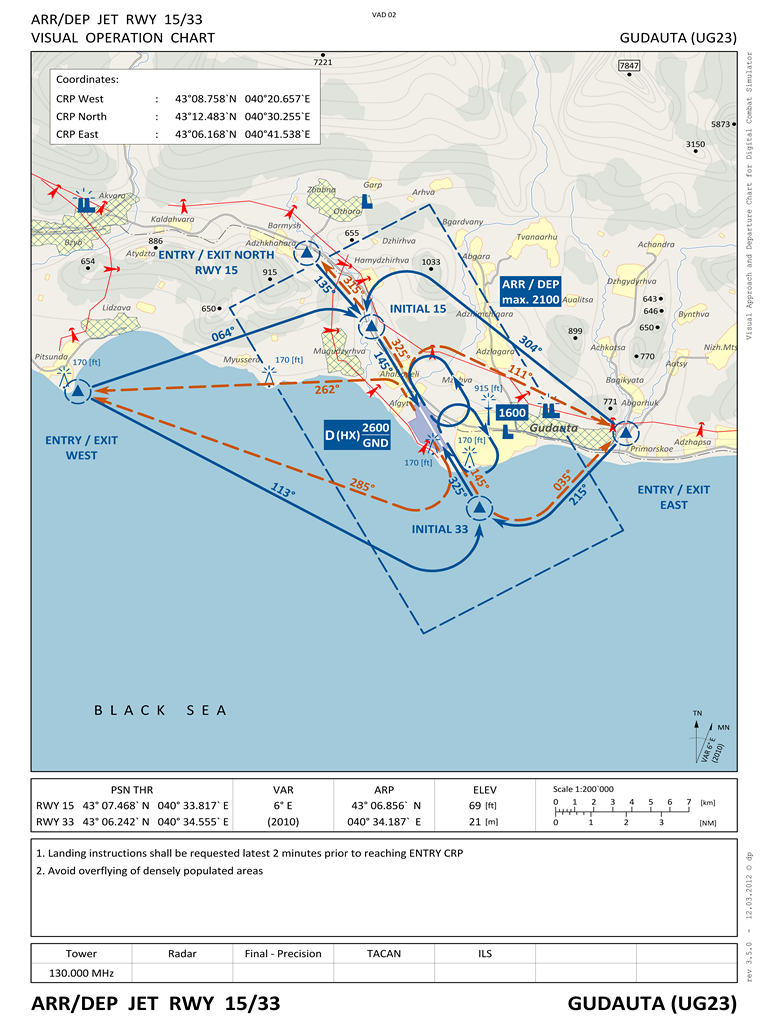 ARR/DEP JET RWY 15/33
VAD 02
VISUAL OPERATION CHART
GUDAUTA (UG23)
Coordinates:
CRP West : 43°08.758`N 040°20.657`E
CRP North : 43°12.483`N 040°30.255`E
CRP East : 43°06.168`N 040°41.538`E
7221
7847
5873
3150
Akvara
Zhabna
Garp
Othara
Arhva
Kaldahvara
Barmysh
Bgardvany
Bzyb
886
Atydzta
Adzhkhahara
655
Dzhirhva
Tvanaarhu
Achandra
ENTRY / EXIT NORTH
RWY 15
654
915
Hamydzhirhva
1033
Abgara
ARR / DEP
max. 2100
Dzhgydyrhva
135°
315°
Aualitsa
643
646
Bynthva
Lidzava
650
INITIAL 15
Adzhimchigara
650
064°
899
Achkatsa
Nizh.Mts
304°
Pitsunda
170 [ft]
Myussera
170 [ft]
Mugudzyrhva
325°
145°
Adzlagara
770
Aatsy
111°
Bagikyata
262°
915 [ft]
771
Abgarhuk
1600
Gudauta
D (HX) 2600
GND
170 [ft]
170 [ft]
Primorskoe
Adzhapsa
ENTRY / EXIT
WEST
285°
113°
325°
145°
035°
215°
ENTRY / EXIT
EAST
INITIAL 33
BLACK SEA
TN
MN
VAR 6° E
(2010)
PSN THR VAR ARP ELEV Scale 1:200`000
RWY 15 43° 07.468` N 040° 33.817` E 6° E 43° 06.856` N 69 [ft]
0 1 2 3 4 5 6 7 [km]
RWY 33 43° 06.242` N 040° 34.555` E (2010) 040° 34.187` E 21 [m]
0 1 2 3 [NM]
1. Landing instructions shall be requested latest 2 minutes prior to reaching ENTRY CRP
2. Avoid overflying of densely populated areas
Tower Radar Final - Precision TACAN ILS
130.000 MHz
ARR/DEP JET RWY 15/33
GUDAUTA (UG23)
Visual Approach and Departure Chart for Digital Combat Simulator
rev 3.5.0 - 12.03.2012 © dp